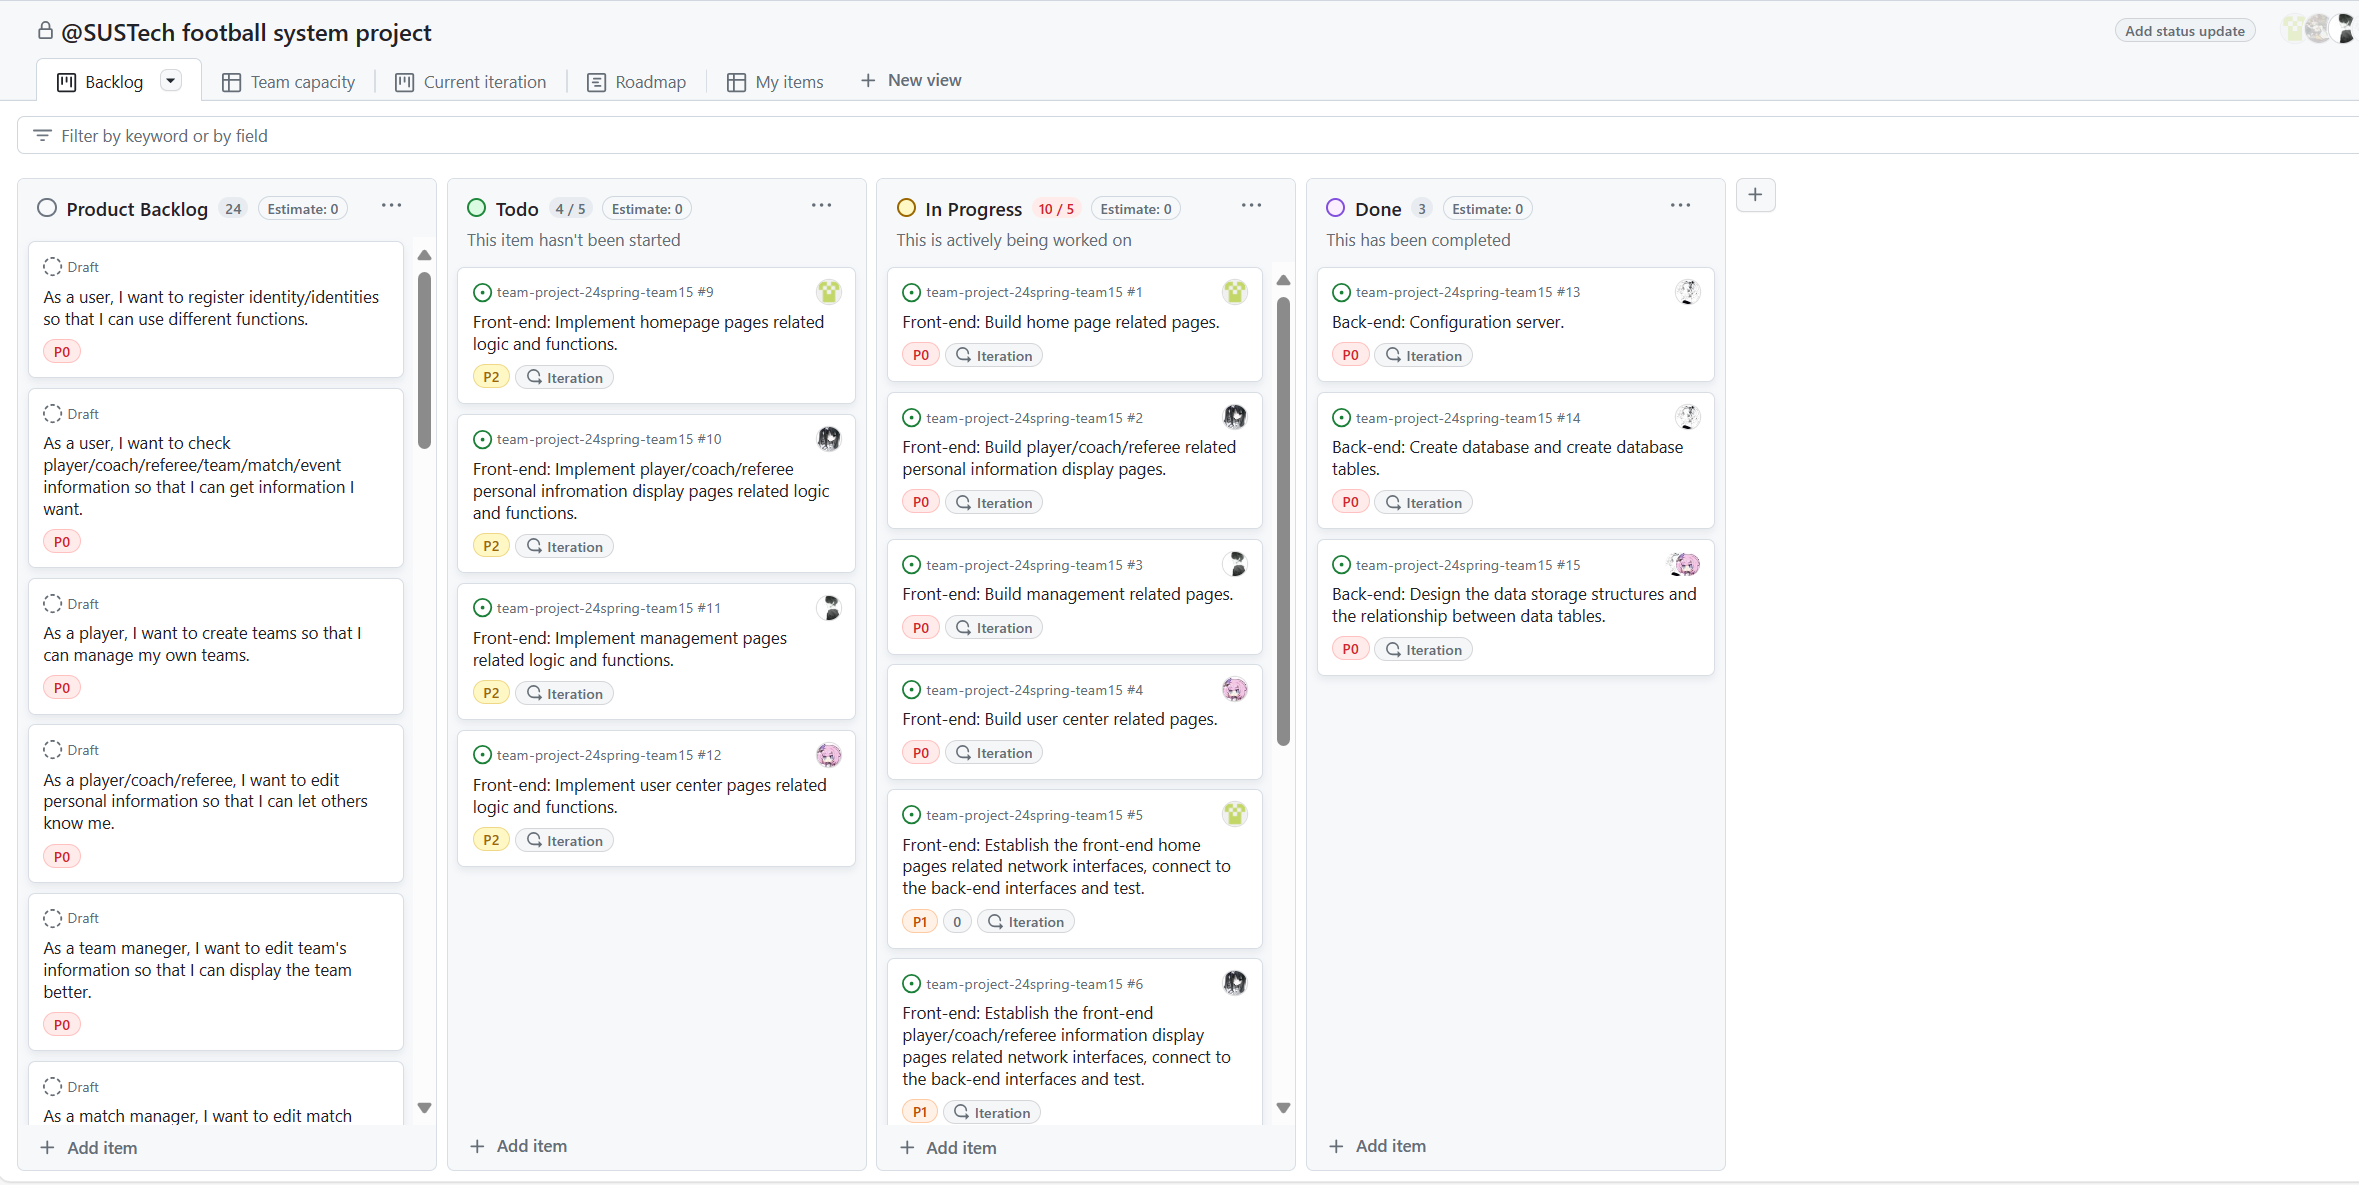 @SUSTech football system project
Add status update
Backlog
Team capacity
Current iteration
Roadmap
My items
New view
Filter by keyword or by field
Product Backlog 24 Estimate: 0
Draft
As a user, I want to register identity/identities
so that I can use different functions.
P0
Draft
As a user, I want to check
player/coach/referee/team/match/event
information so that I can get information I
want.
P0
Draft
As a player, I want to create teams so that I
can manage my own teams.
P0
Draft
As a player/coach/referee, I want to edit
personal information so that I can let others
know me.
P0
Draft
As a team maneger, I want to edit team's
information so that I can display the team
better.
P0
Draft
As a match manager, I want to edit match
Add item
Todo 4 / 5 Estimate: 0
This item hasn't been started
team-project-24spring-team15 #9
Front-end: Implement homepage pages related
logic and functions.
P2 Iteration
team-project-24spring-team15 #10
Front-end: Implement player/coach/referee
personal infromation display pages related logic
and functions.
P2 Iteration
team-project-24spring-team15 #11
Front-end: Implement management pages
related logic and functions.
P2 Iteration
team-project-24spring-team15 #12
Front-end: Implement user center pages related
logic and functions.
P2 Iteration
Add item
In Progress 10 / 5 Estimate: 0
This is actively being worked on
team-project-24spring-team15 #1
Front-end: Build home page related pages.
P0 Iteration
team-project-24spring-team15 #2
Front-end: Build player/coach/referee related
personal information display pages.
P0 Iteration
team-project-24spring-team15 #3
Front-end: Build management related pages.
P0 Iteration
team-project-24spring-team15 #4
Front-end: Build user center related pages.
P0 Iteration
team-project-24spring-team15 #5
Front-end: Establish the front-end home
pages related network interfaces, connect to
the back-end interfaces and test.
P1 0 Iteration
team-project-24spring-team15 #6
Front-end: Establish the front-end
player/coach/referee information display
pages related network interfaces, connect to
the back-end interfaces and test.
P1 Iteration
Add item
Done 3 Estimate: 0
This has been completed
team-project-24spring-team15 #13
Back-end: Configuration server.
P0 Iteration
team-project-24spring-team15 #14
Back-end: Create database and create database
tables.
P0 Iteration
team-project-24spring-team15 #15
Back-end: Design the data storage structures and
the relationship between data tables.
P0 Iteration
Add item